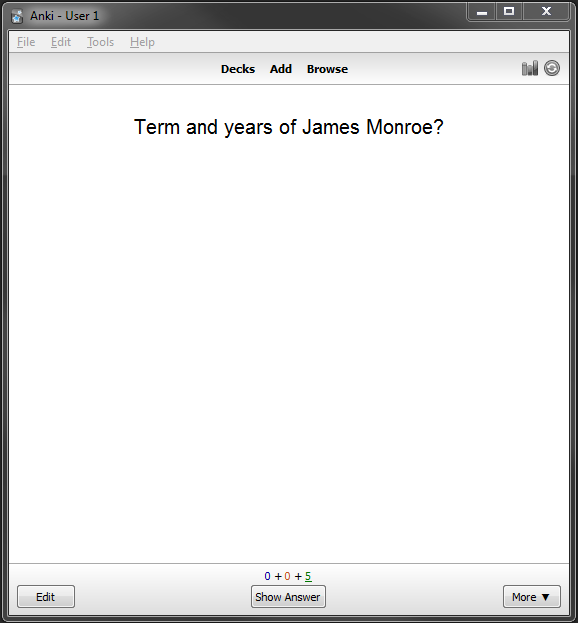 Anki - User 1
File Edit Tools Help
Decks Add Browse
Term and years of James Monroe?
0 + 0 + 5
Edit Show Answer More ▼